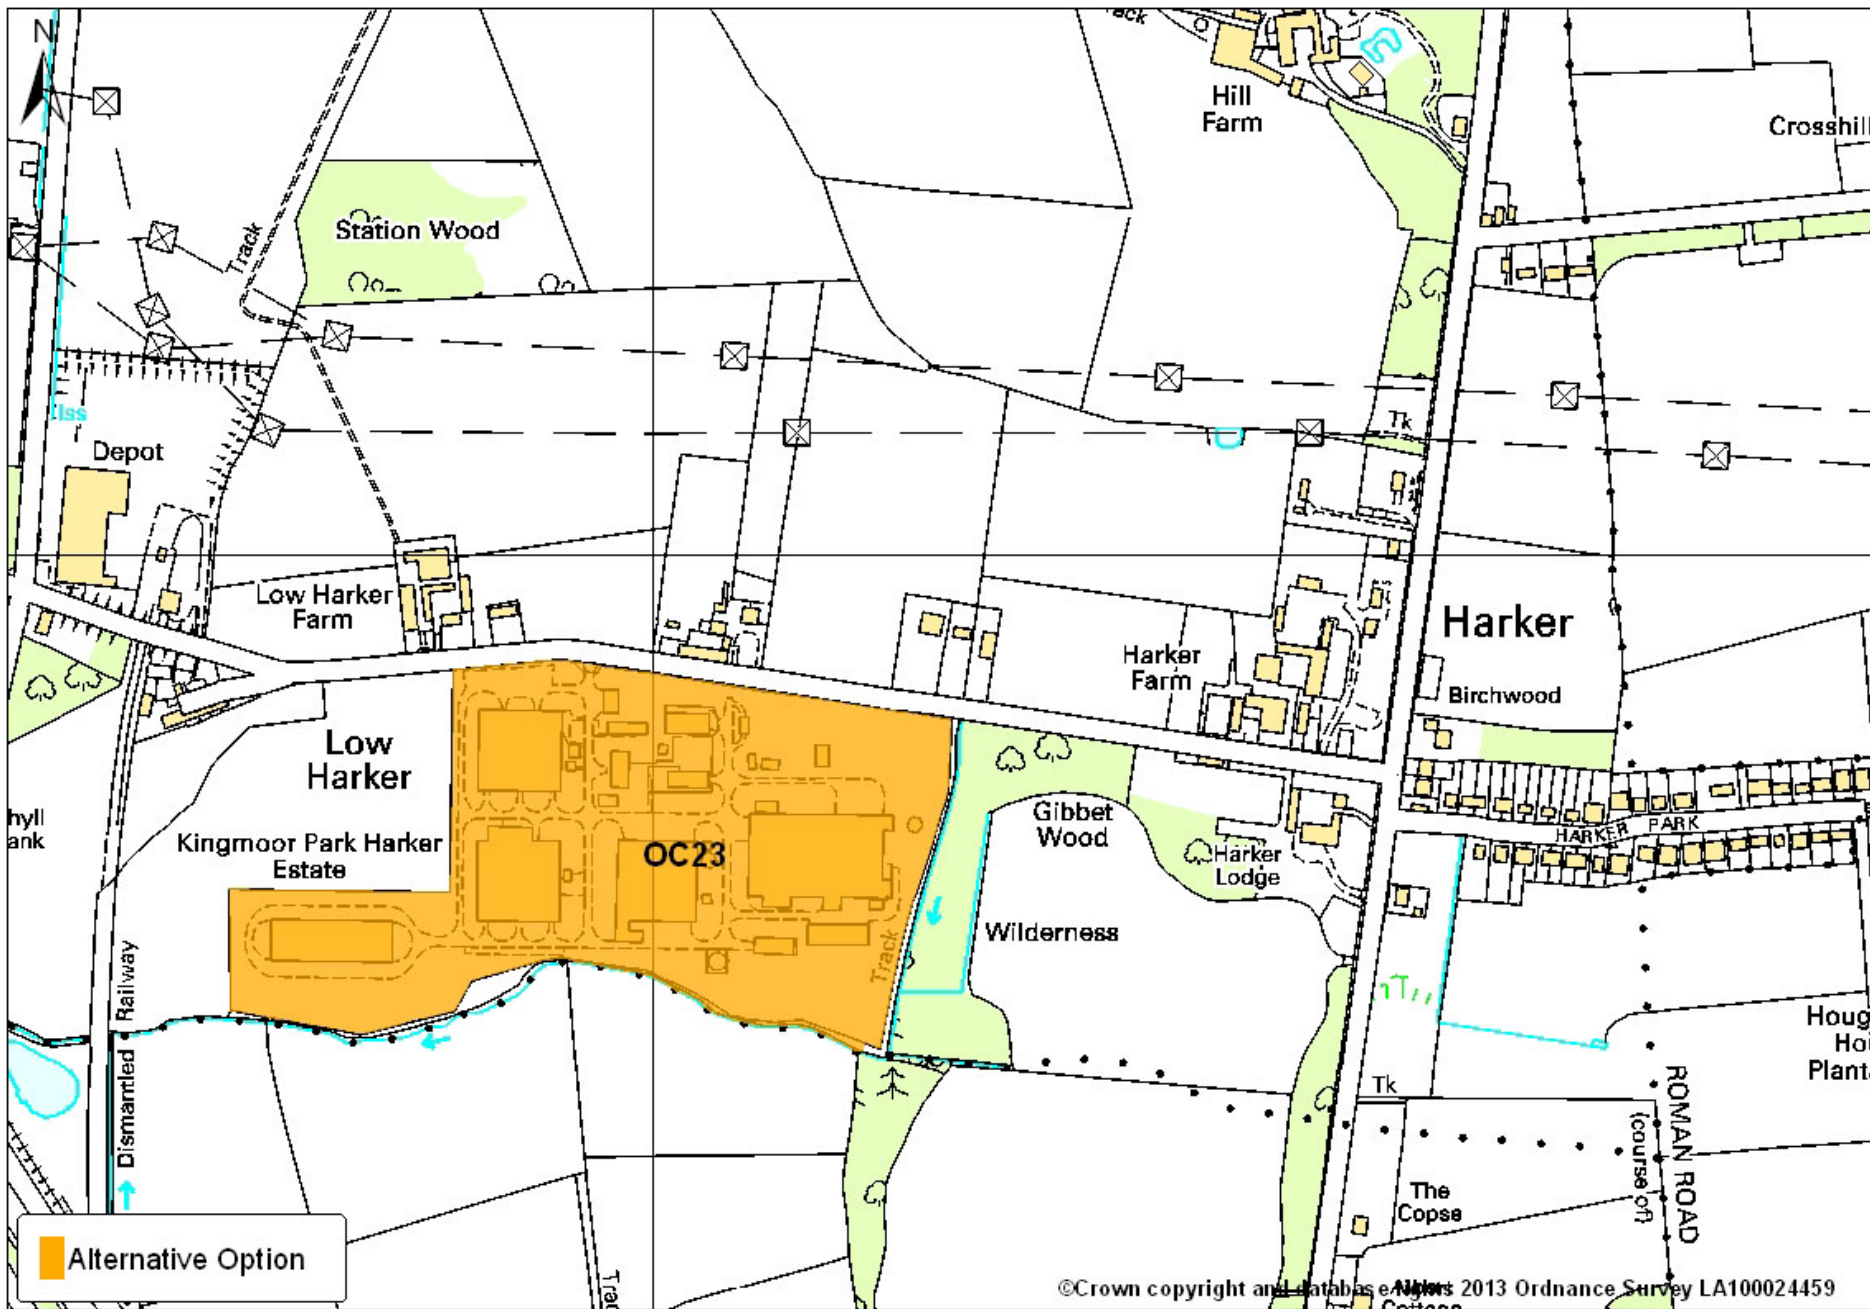 N
Hill
Farm
Crosshill
Station Wood
Track
Iss
Depot
Tk
Low Harker
Farm
Harker
Harker
Farm
Birchwood
Low
Harker
Gibbet
Wood
HARKER PARK
Kingmoor Park Harker
Estate
OC23
Harker
Lodge
Wilderness
Track
Dismantled Railway
Tk
ROMAN ROAD
(course of)
The
Copse
Alternative Option
©Crown copyright and database rights 2013 Ordnance Survey LA100024459